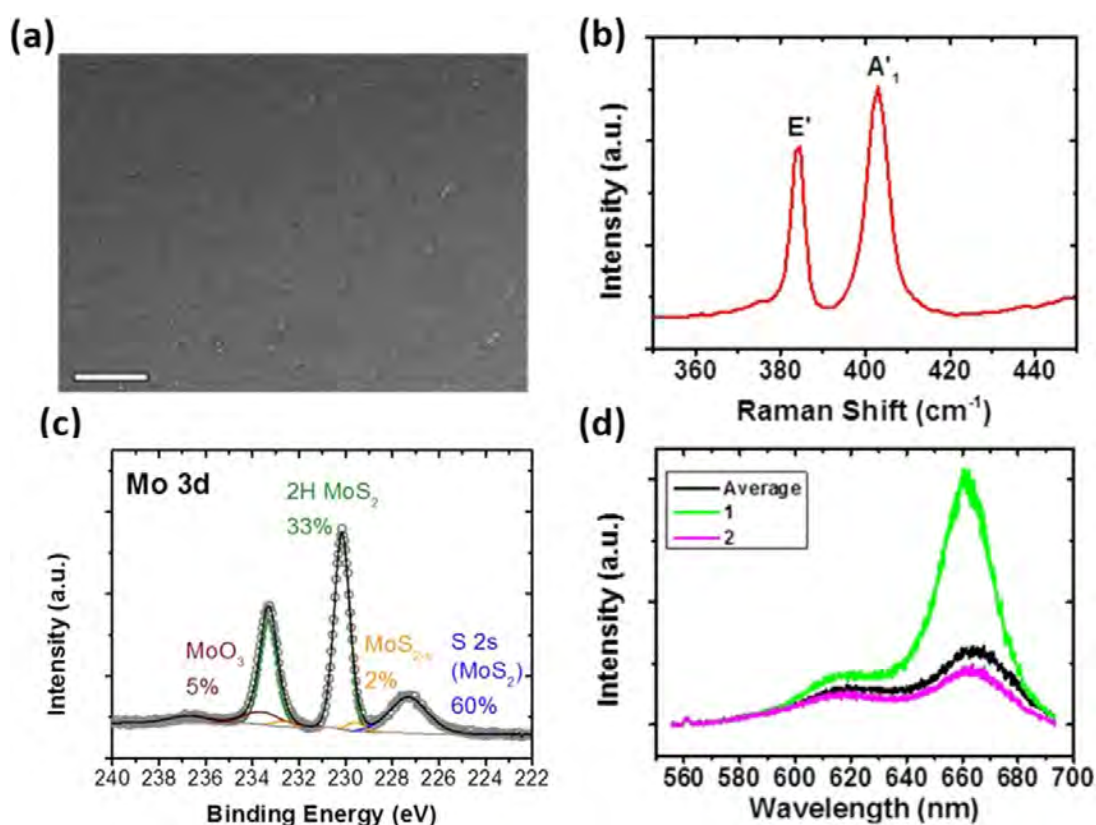 (a)
(b)
E'
A'1
Intensity (a.u.)
360 380 400 420 440
Raman Shift (cm-1)
(c)
Mo 3d
2H MoS2
33%
MoO3
5%
MoS2-x
2%
S 2s
(MoS2)
60%
Intensity (a.u.)
240 238 236 234 232 230 228 226 224 222
Binding Energy (eV)
(d)
Average
1
2
Intensity (a.u.)
560 580 600 620 640 660 680 700
Wavelength (nm)